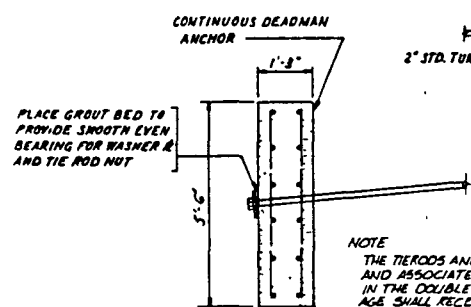 CONTINUOUS DEADMAN
ANCHOR
1'-3"
2" STD. TUR
PLACE GROUT BED TO
PROVIDE SMOOTH EVEN
BEARING FOR WASHER ℞
AND TIE ROD NUT
5'-6"
NOTE
THE TIERODS AN
AND ASSOCIATE
IN THE DOUBLE
AGE SHALL RECE